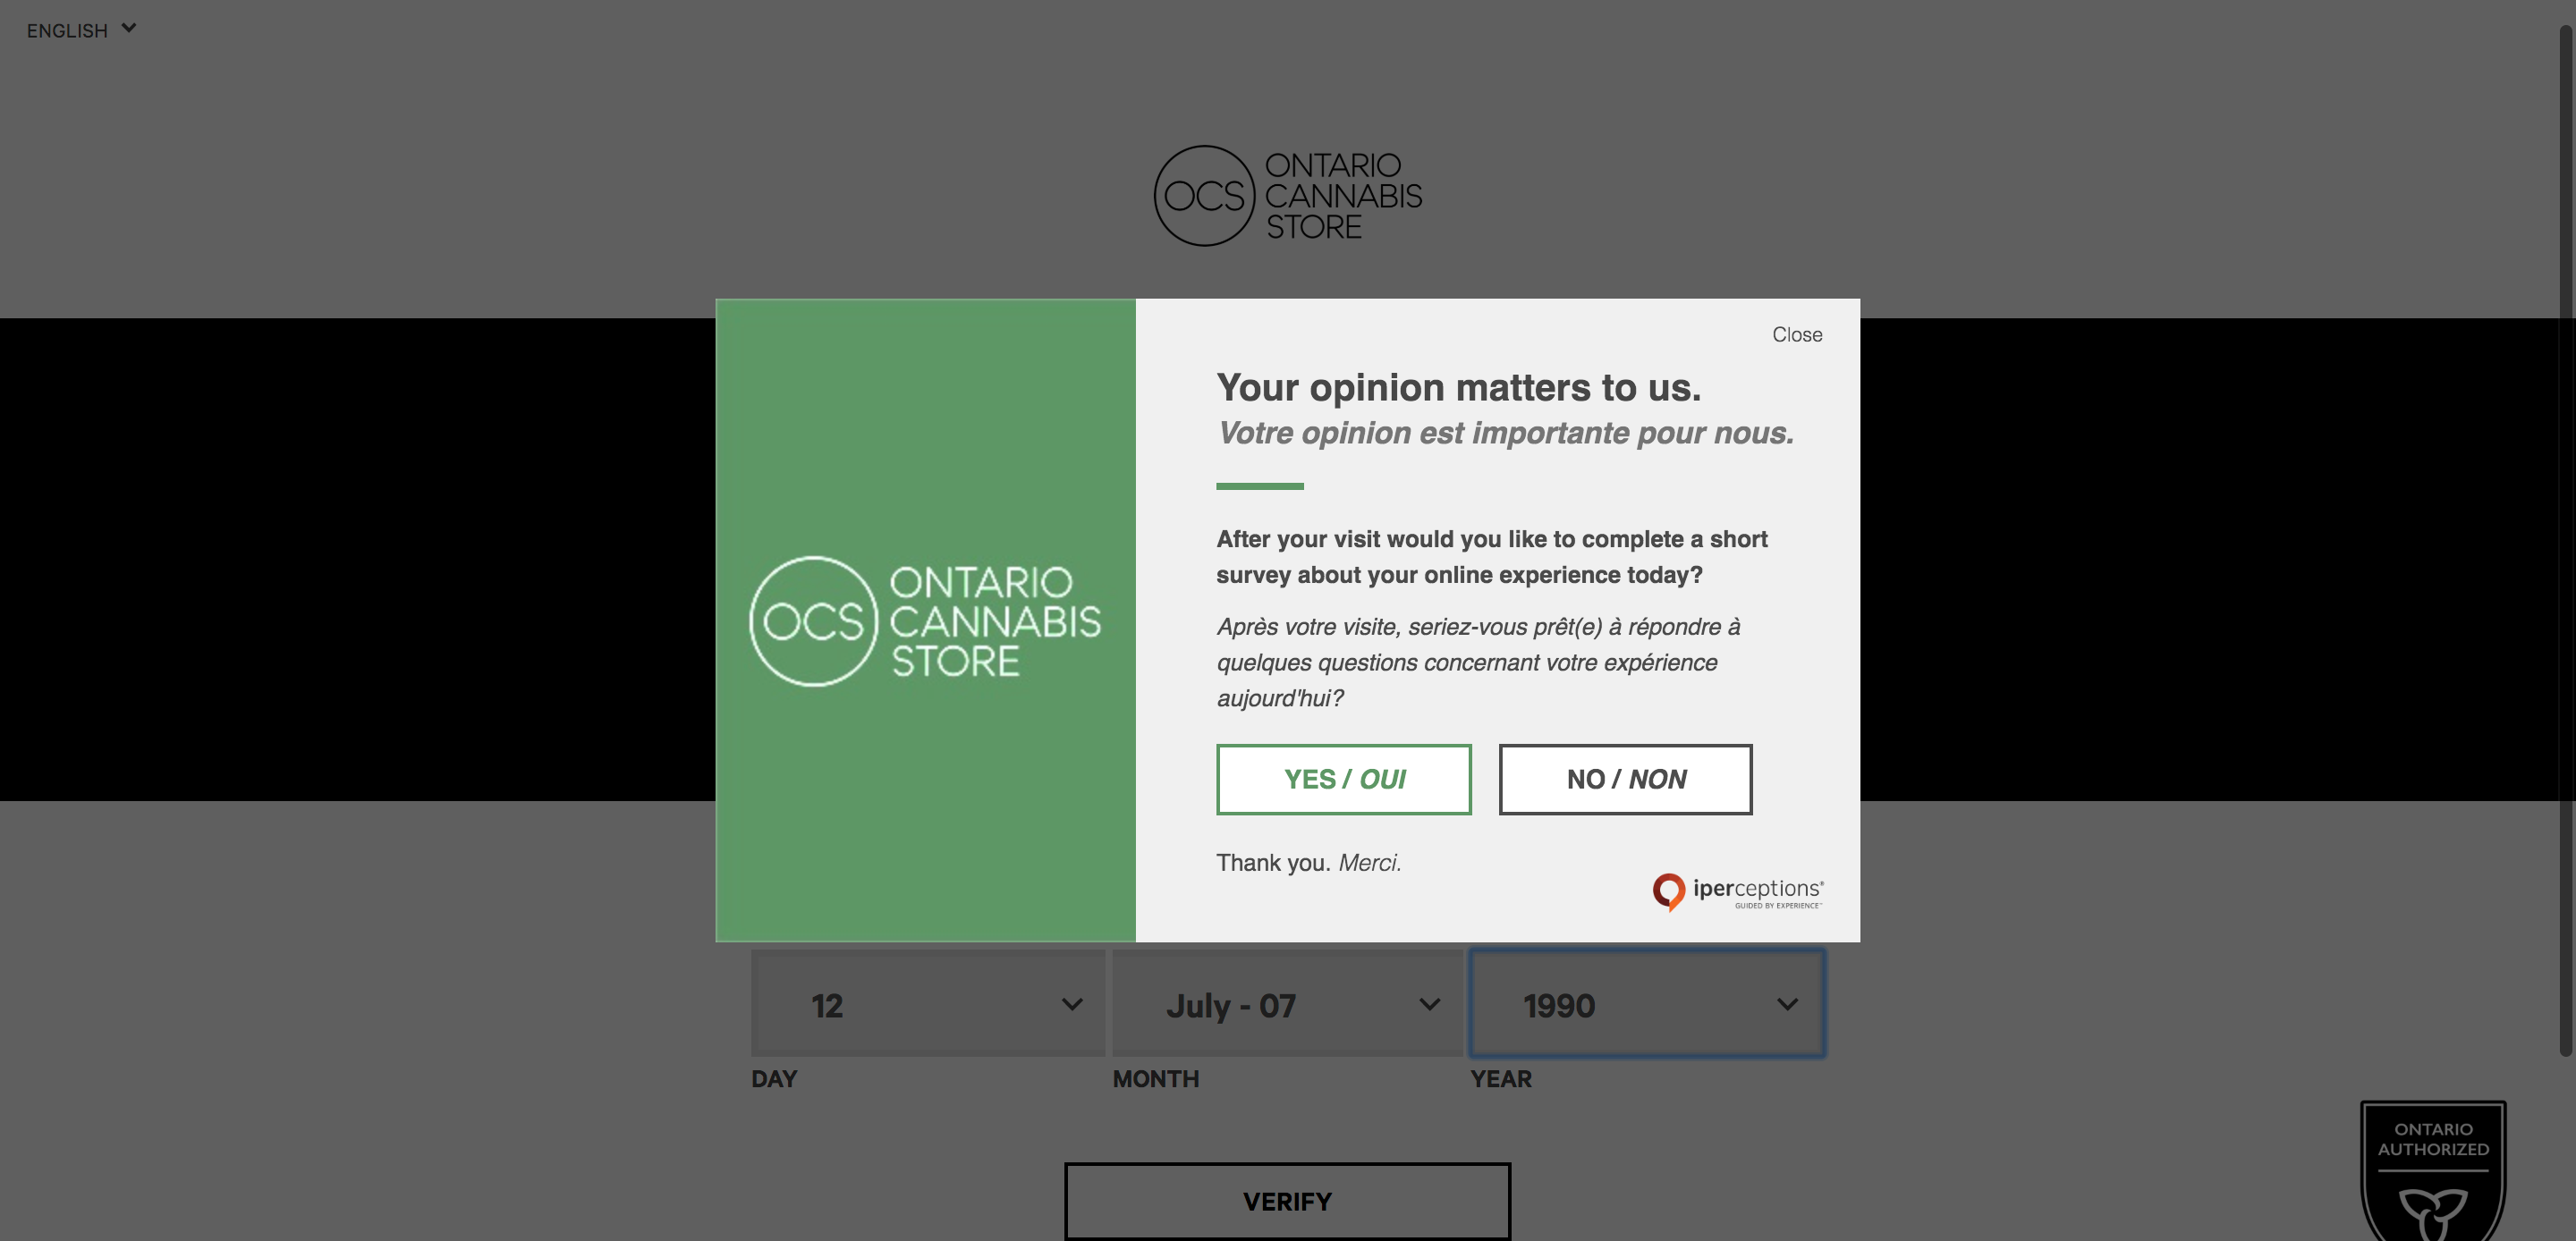 ENGLISH
OCS
ONTARIO
CANNABIS
STORE
Close
Your opinion matters to us.
Votre opinion est importante pour nous.
After your visit would you like to complete a short
survey about your online experience today?
Après votre visite, seriez-vous prêt(e) à répondre à
quelques questions concernant votre expérience
aujourd'hui?
YES / OUI
NO / NON
Thank you. Merci.
iperceptions®
GUIDED BY EXERIENCE™
OCS
ONTARIO
CANNABIS
STORE
12
July - 07
1990
DAY
MONTH
YEAR
VERIFY
ONTARIO
AUTHORIZED